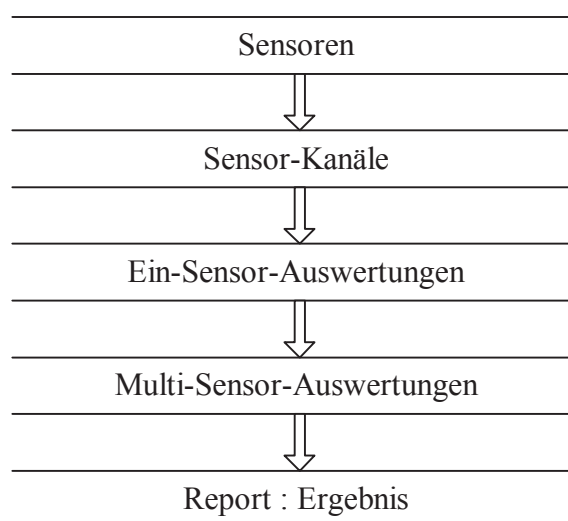 Sensoren
Sensor-Kanäle
Ein-Sensor-Auswertungen
Multi-Sensor-Auswertungen
Report : Ergebnis